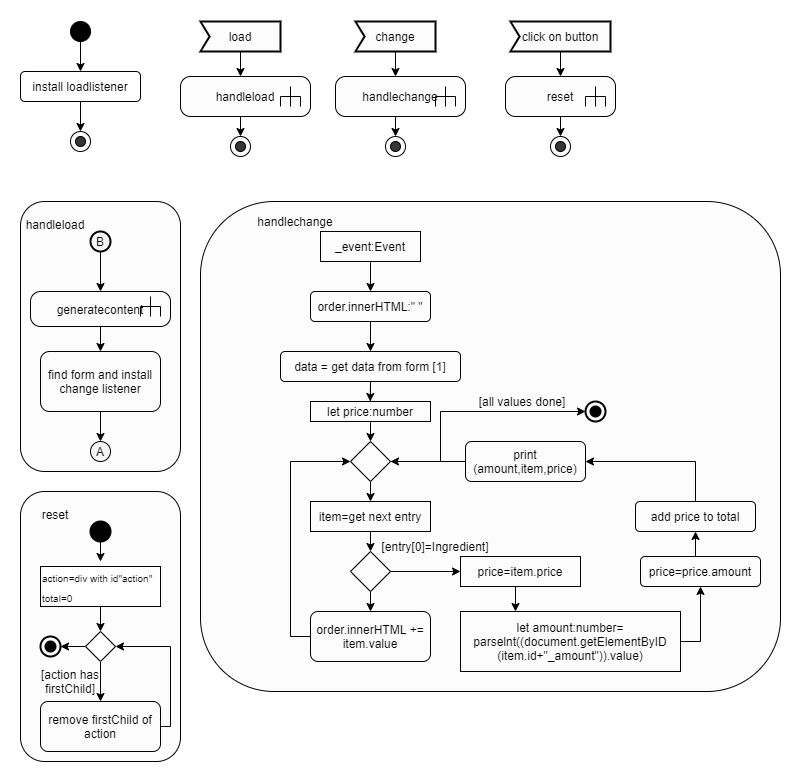 load
change
click on button
install loadlistener
handleload
handlechange
reset
handleload
B
generatecontent
find form and install
change listener
A
handlechange
_event:Event
order.innerHTML:" "
data = get data from form [1]
let price:number
[all values done]
print
(amount,item,price)
item=get next entry
add price to total
[entry[0]=Ingredient]
price=item.price
price=price.amount
order.innerHTML +=
item.value
let amount:number=
parseInt((document.getElementByID
(item.id+"_amount")).value)
reset
action=div with id"action"
total=0
[action has
firstChild]
remove firstChild of
action